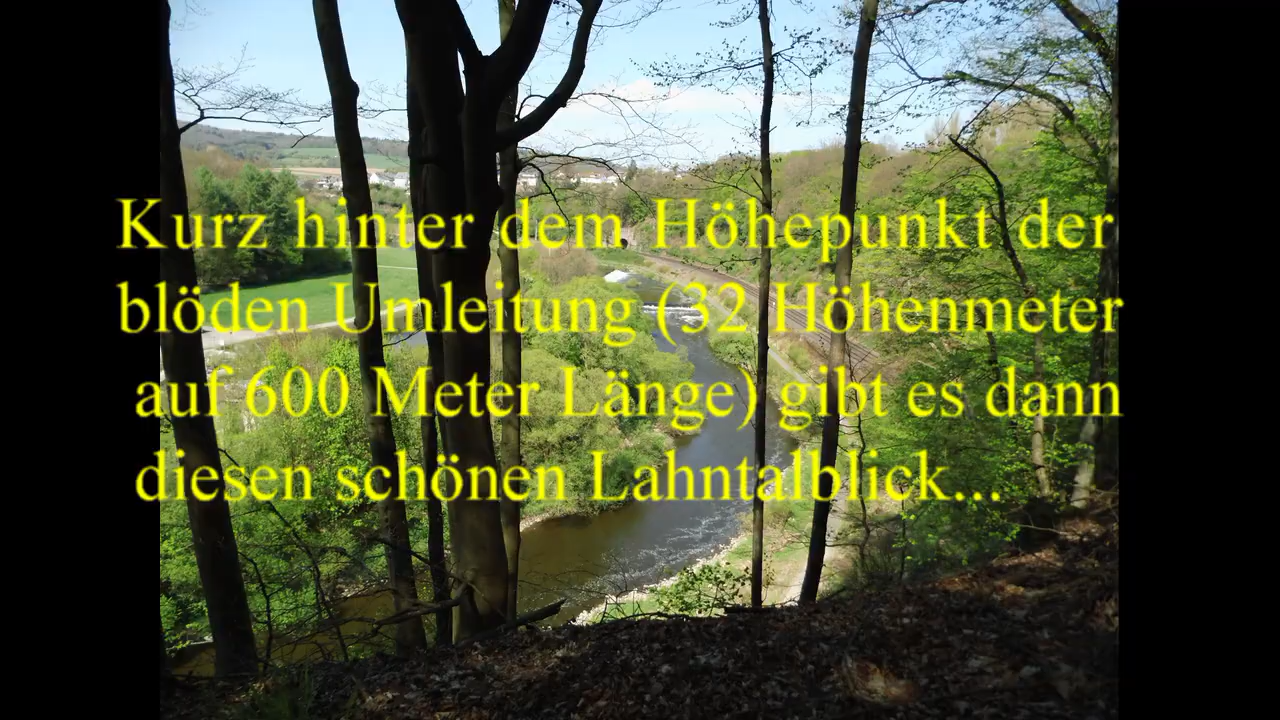 Kurz hinter dem Höhepunkt der
blöden Umleitung (32 Höhenmeter
auf 600 Meter Länge) gibt es dann
diesen schönen Lahntalblick...